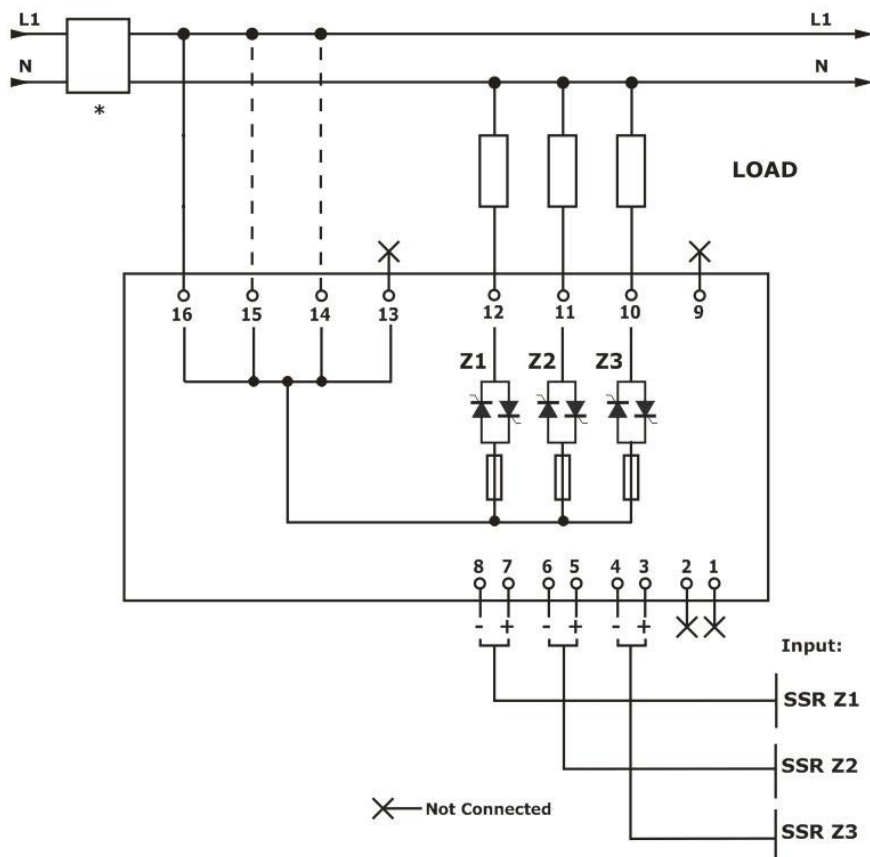 L1 L1
N N
*
LOAD
16 15 14 13 12 11 10 9
Z1 Z2 Z3
8 7 6 5 4 3 2 1
- + - + - +
Input:
SSR Z1
SSR Z2
Not Connected
SSR Z3